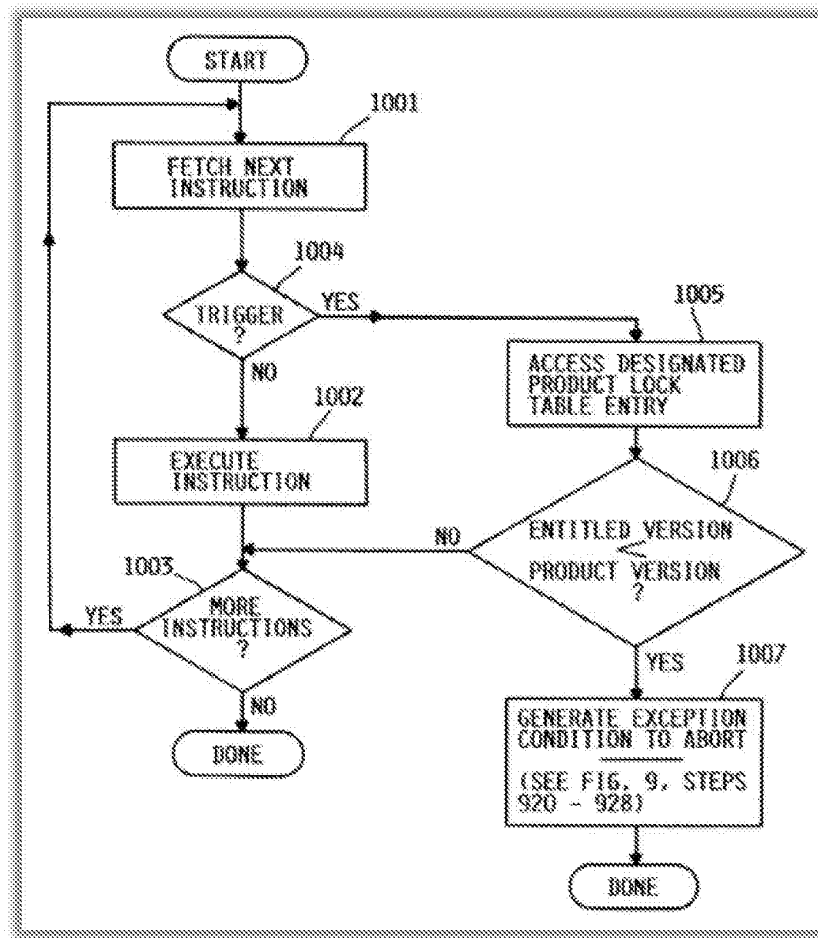 START
1001
FETCH NEXT
INSTRUCTION
1004
TRIGGER
?
YES
NO
1005
ACCESS DESIGNATED
PRODUCT LOCK
TABLE ENTRY
1002
EXECUTE
INSTRUCTION
1006
ENTITLED VERSION
<
PRODUCT VERSION
?
NO
YES
1003
MORE
INSTRUCTIONS
?
YES
NO
DONE
1007
GENERATE EXCEPTION
CONDITION TO ABORT
(SEE FIG. 9, STEPS
920 - 928)
DONE